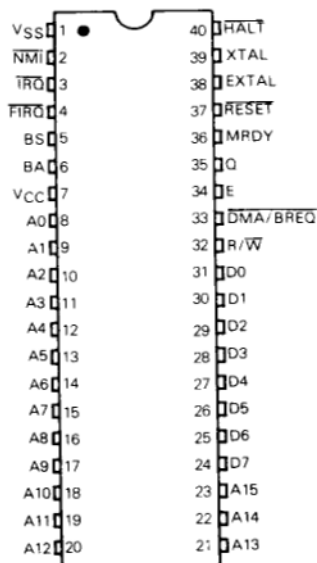 VSS 1 40 HALT
NMI 2 39 XTAL
IRQ 3 38 EXTAL
FIRQ 4 37 RESET
BS 5 36 MRDY
BA 6 35 Q
VCC 7 34 E
A0 8 33 DMA/BREQ
A1 9 32 R/W
A2 10 31 D0
A3 11 30 D1
A4 12 29 D2
A5 13 28 D3
A6 14 27 D4
A7 15 26 D5
A8 16 25 D6
A9 17 24 D7
A10 18 23 A15
A11 19 22 A14
A12 20 21 A13